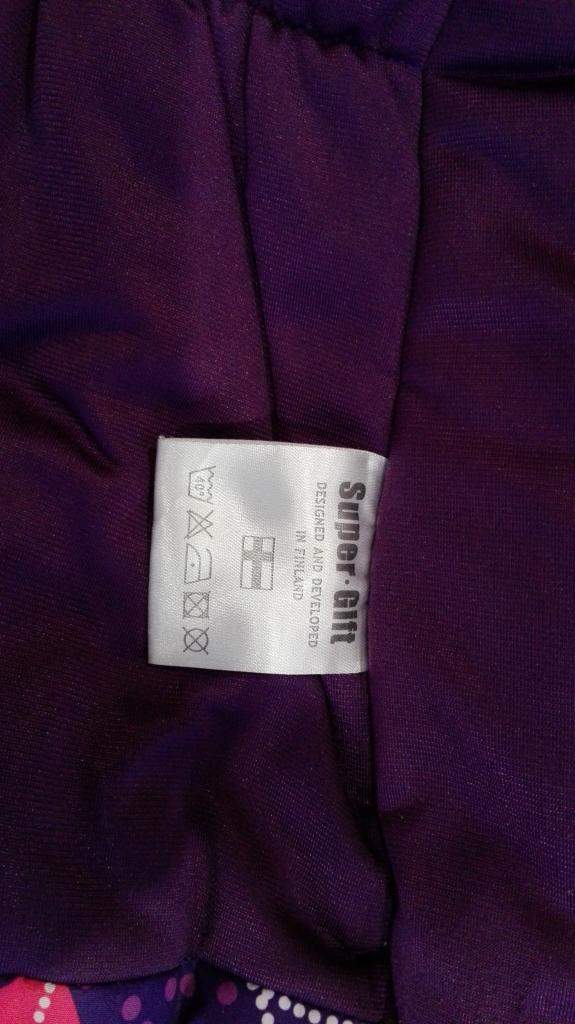 Super·Gift
DESIGNED AND DEVELOPED
IN FINLAND
40°